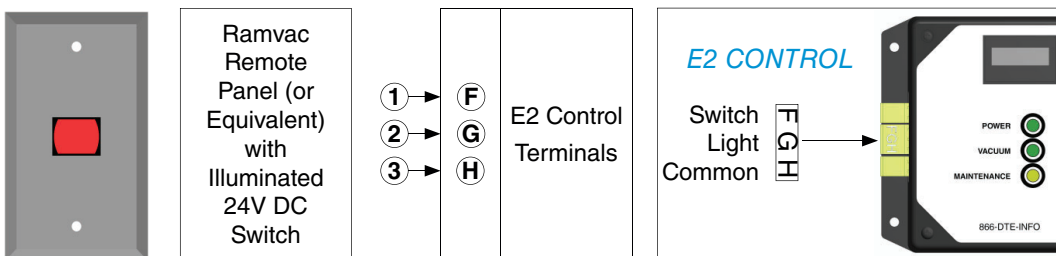 Ramvac
Remote
Panel (or
Equivalent)
with
Illuminated
24V DC
Switch
1 F
2 G
3 H
E2 Control
Terminals
E2 CONTROL
Switch F
Light G
Common H
POWER
VACUUM
MAINTENANCE
866-DTE-INFO